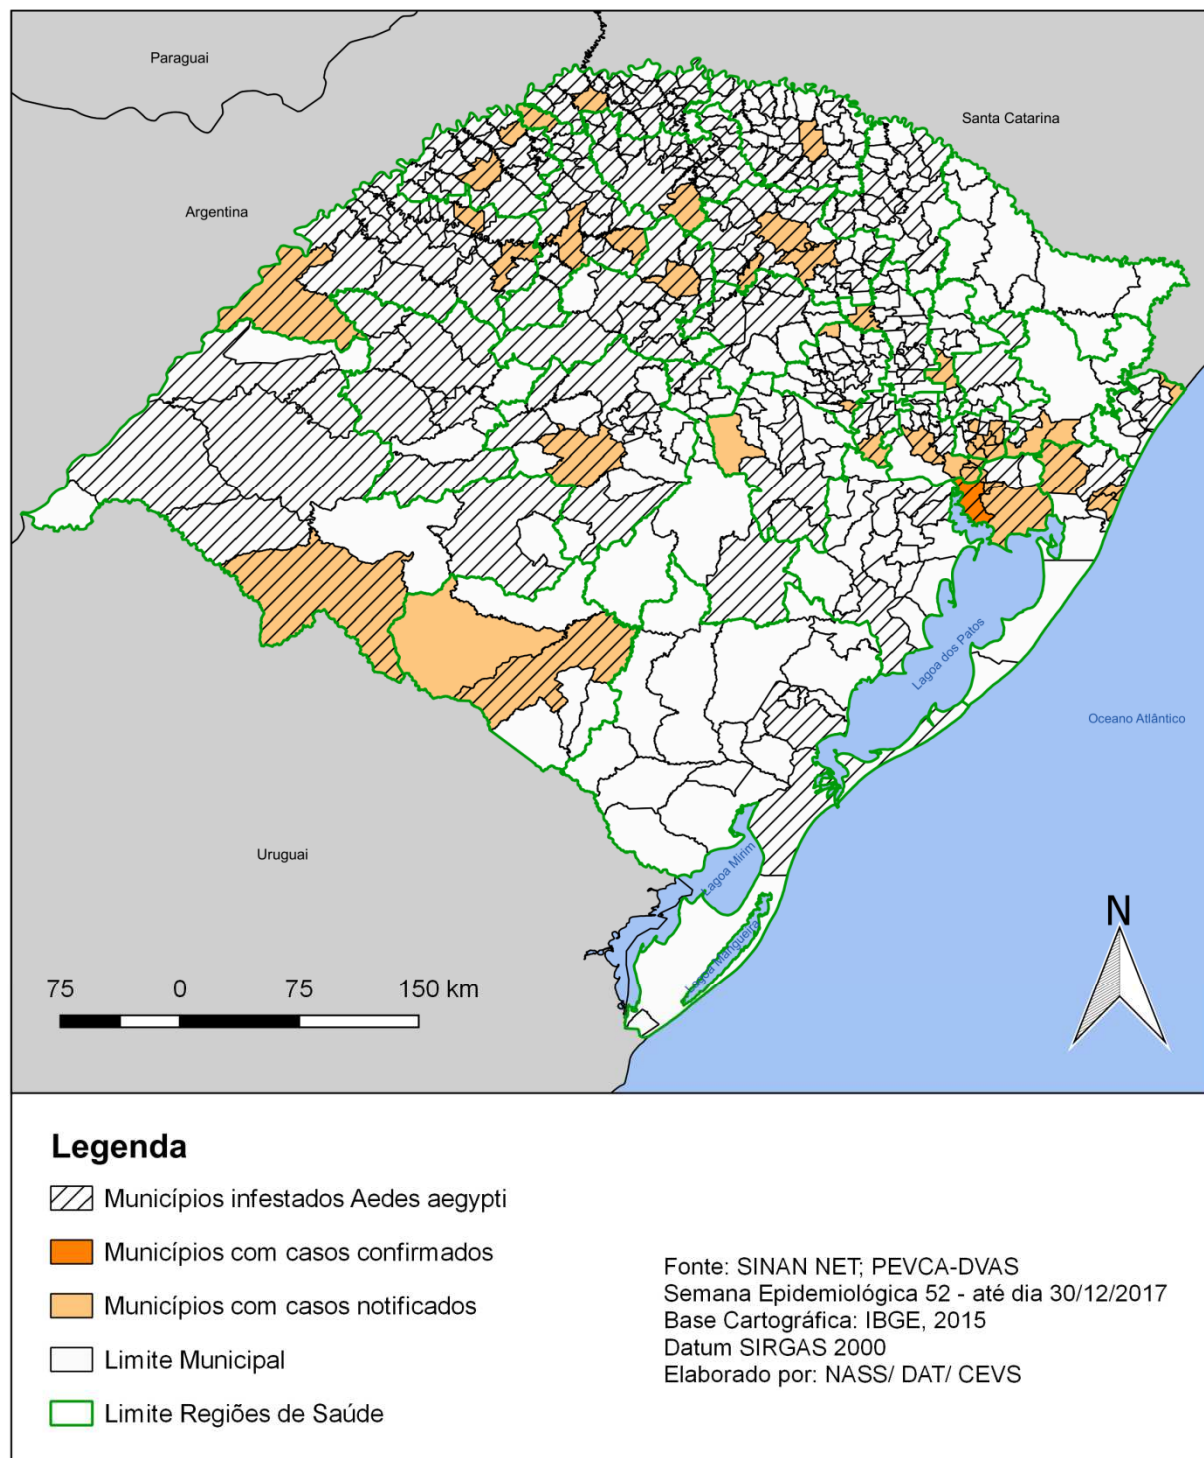 Paraguai
Santa Catarina
Argentina
Lagoa dos Patos
Oceano Atlântico
Uruguai
Lagoa Mirim
Lagoa Mangueira
N
75 0 75 150 km
Legenda
Municípios infestados Aedes aegypti
Municípios com casos confirmados
Municípios com casos notificados
Limite Municipal
Limite Regiões de Saúde
Fonte: SINAN NET; PEVCA-DVAS
Semana Epidemiológica 52 - até dia 30/12/2017
Base Cartográfica: IBGE, 2015
Datum SIRGAS 2000
Elaborado por: NASS/ DAT/ CEVS